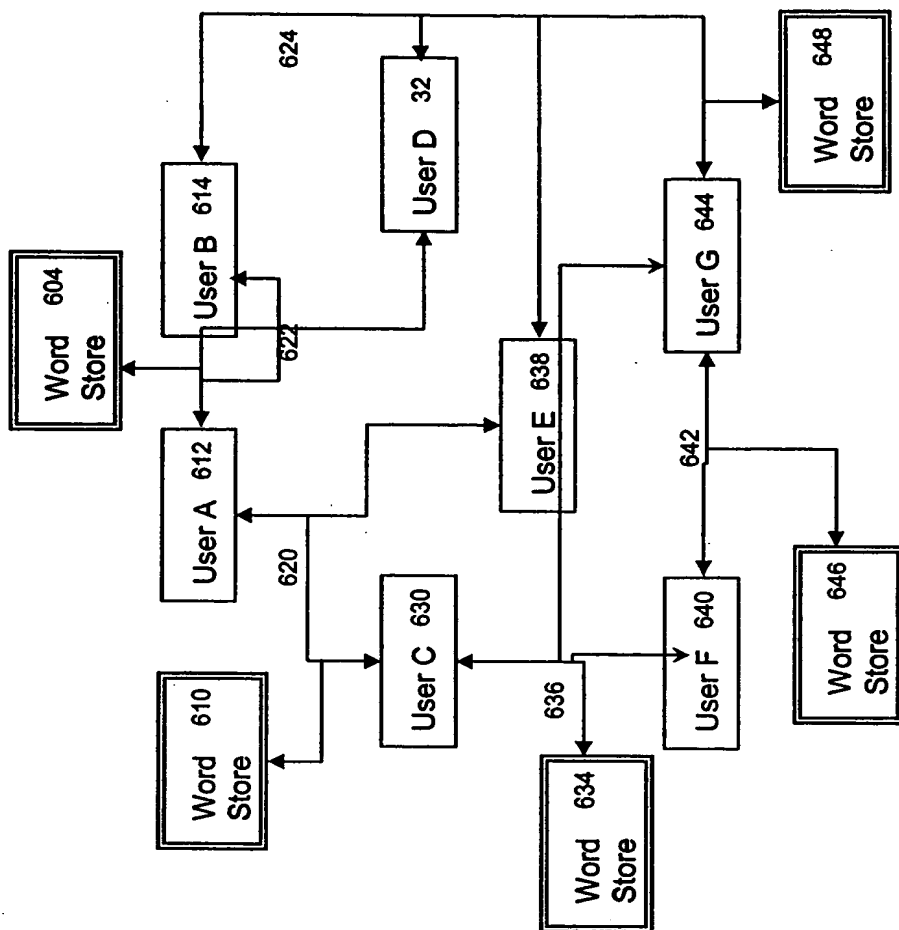 Word 604
Store
Word 610
Store
User A 612
User B 614
620
622
624
User C 630
User D 32
User E 638
636
Word 634
Store
User F 640
642
User G 644
Word 646
Store
Word 648
Store